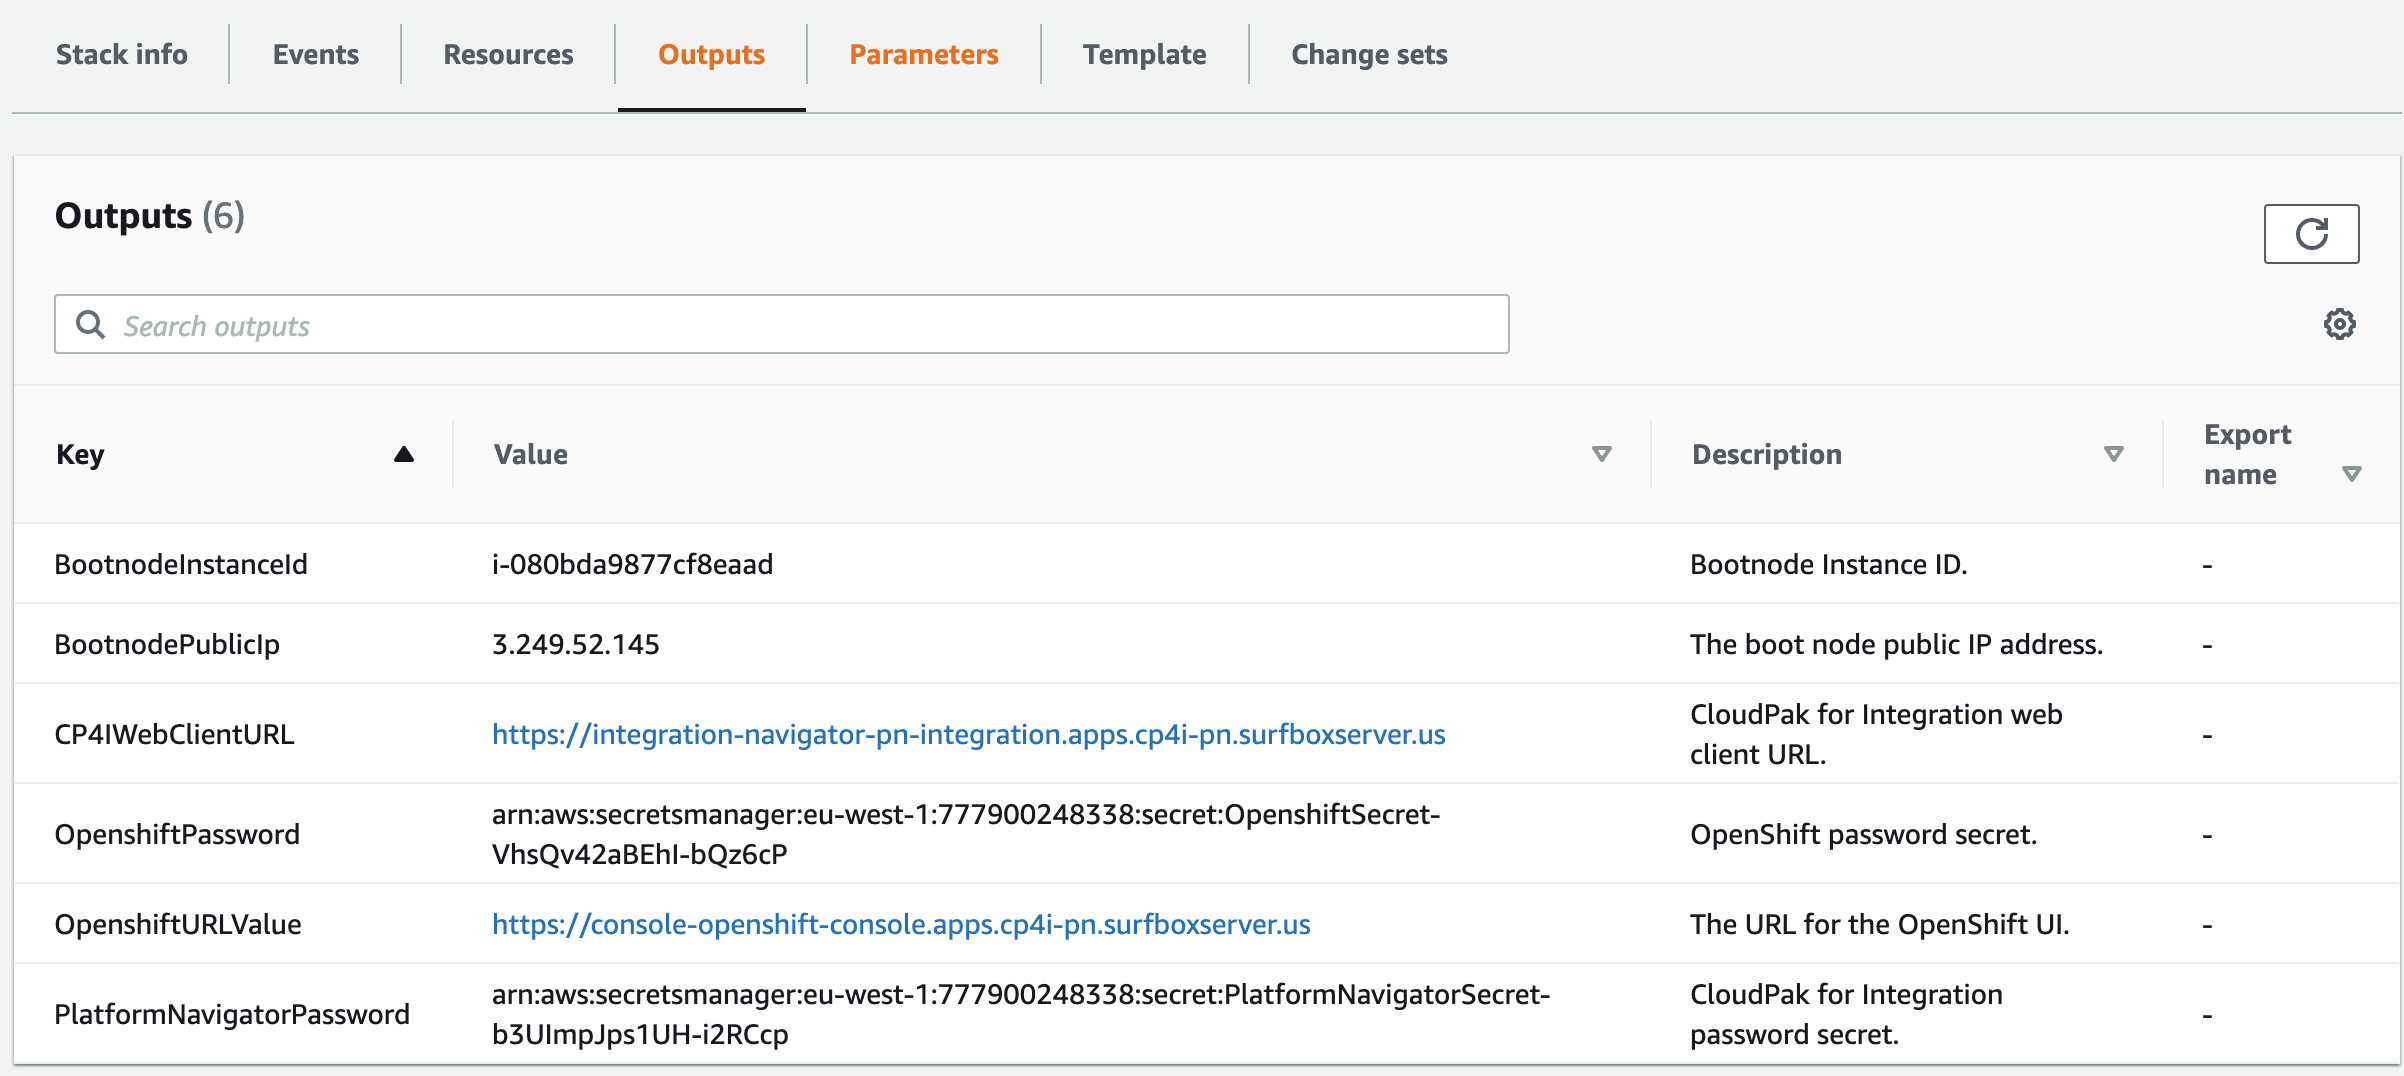 Stack info
Events
Resources
Outputs
Parameters
Template
Change sets
Outputs (6)
Search outputs
Key
Value
Description
Export
name
BootnodeInstanceId
i-080bda9877cf8eaad
Bootnode Instance ID.
-
BootnodePublicIp
3.249.52.145
The boot node public IP address.
-
CP4IWebClientURL
https://integration-navigator-pn-integration.apps.cp4i-pn.surfboxserver.us
CloudPak for Integration web
client URL.
-
OpenshiftPassword
arn:aws:secretsmanager:eu-west-1:777900248338:secret:OpenshiftSecret-
VhsQv42aBEhI-bQz6cP
OpenShift password secret.
-
OpenshiftURLValue
https://console-openshift-console.apps.cp4i-pn.surfboxserver.us
The URL for the OpenShift UI.
-
PlatformNavigatorPassword
arn:aws:secretsmanager:eu-west-1:777900248338:secret:PlatformNavigatorSecret-
b3UImpJps1UH-i2RCcp
CloudPak for Integration
password secret.
-